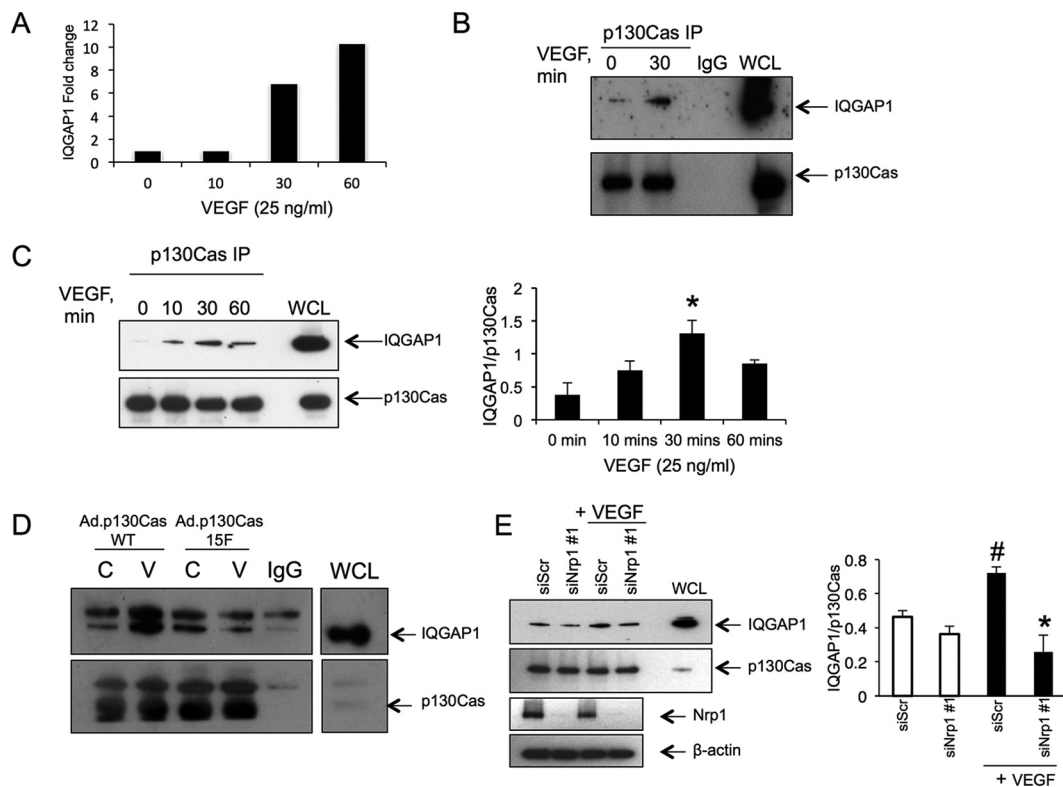 A
IQGAP1 Fold change
12
10
8
6
4
2
0
0 10 30 60
VEGF (25 ng/ml)
B
p130Cas IP
VEGF, min
0 30 IgG WCL
IQGAP1
p130Cas
C
p130Cas IP
VEGF, min
0 10 30 60 WCL
IQGAP1
p130Cas
IQGAP1/p130Cas
2
1.5
1
0.5
0
*
0 min 10 mins 30 mins 60 mins
VEGF (25 ng/ml)
D
Ad.p130Cas WT
Ad.p130Cas 15F
C V C V IgG WCL
IQGAP1
p130Cas
E
+ VEGF
siScr siNrp1 #1 siScr siNrp1 #1 WCL
IQGAP1
p130Cas
Nrp1
β-actin
IQGAP1/p130Cas
0.8
0.6
0.4
0.2
0
#
*
siScr siNrp1 #1 siScr siNrp1 #1
+ VEGF